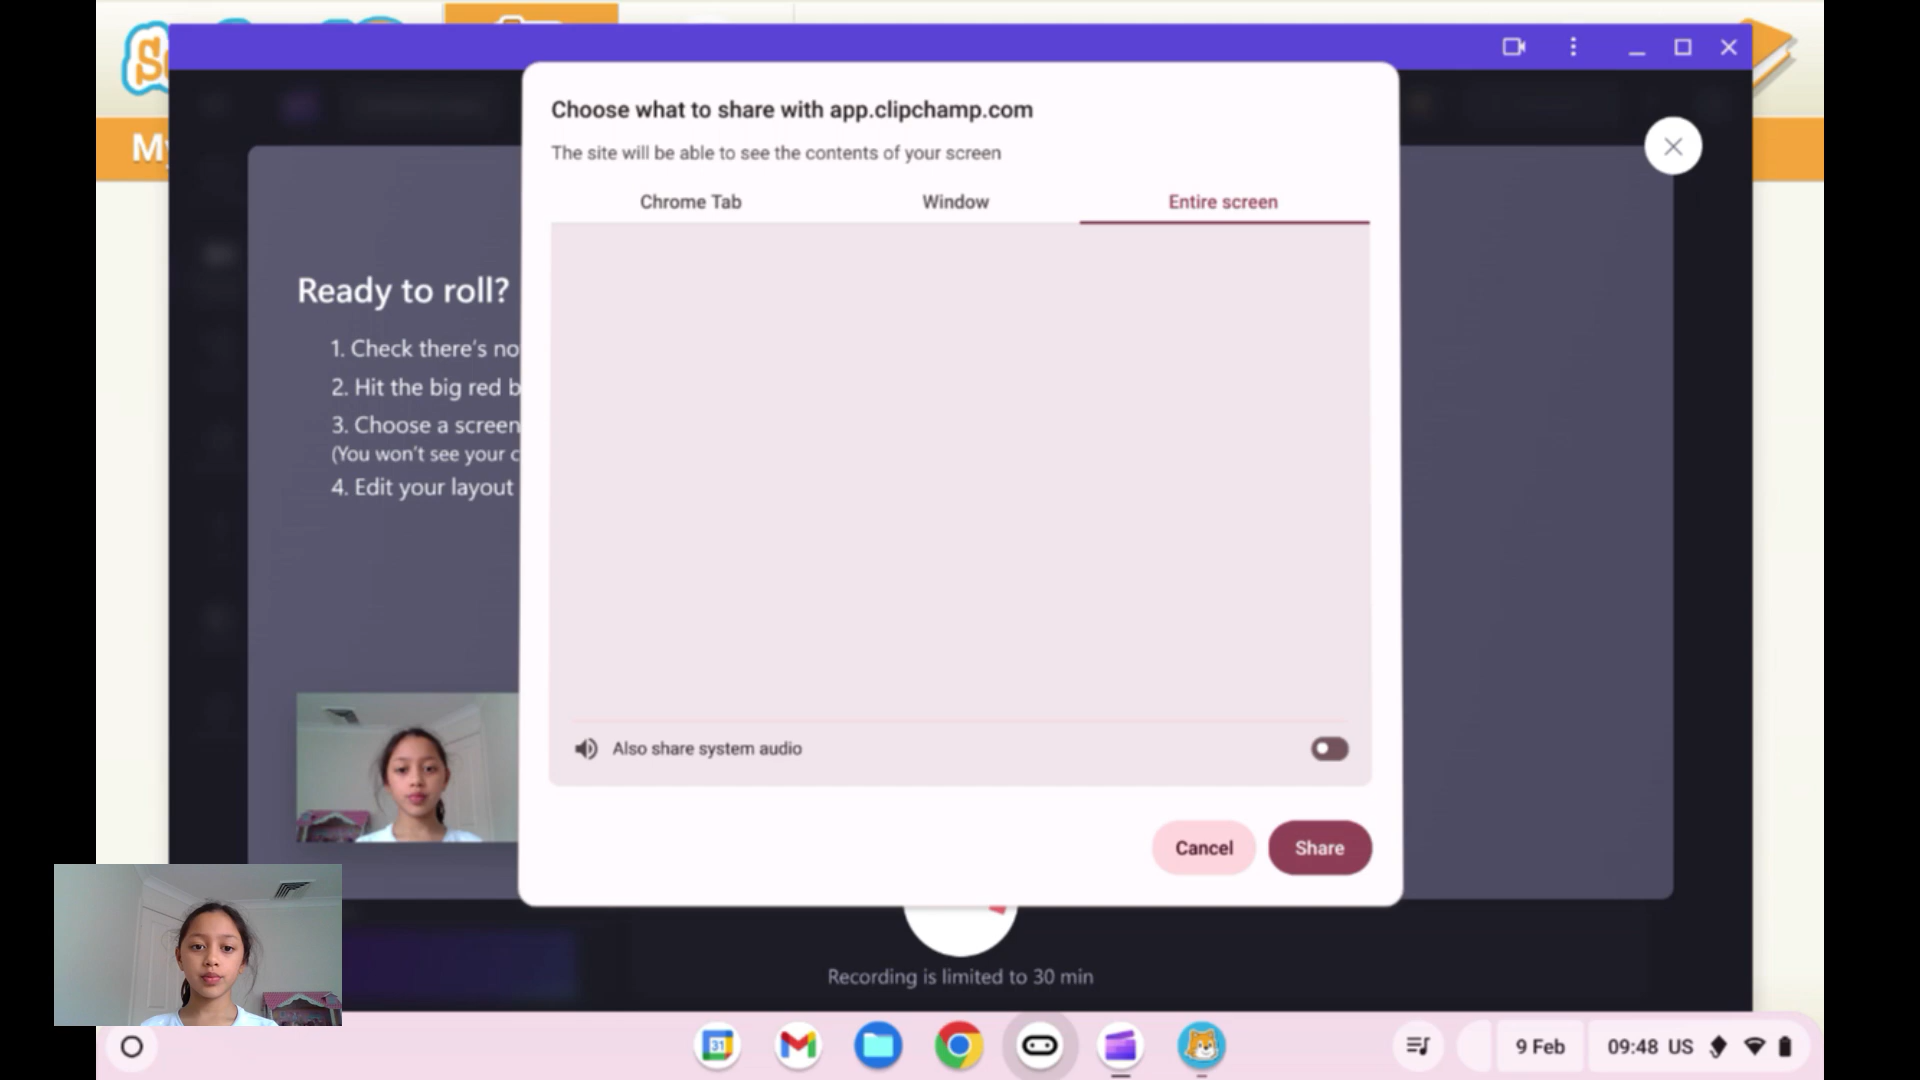 My
Choose what to share with app.clipchamp.com
The site will be able to see the contents of your screen
Chrome Tab
Window
Entire screen
Ready to roll?
1. Check there's no
2. Hit the big red b
3. Choose a screen
(You won't see your c
4. Edit your layout
Also share system audio
Cancel
Share
Recording is limited to 30 min
31
9 Feb
09:48 US